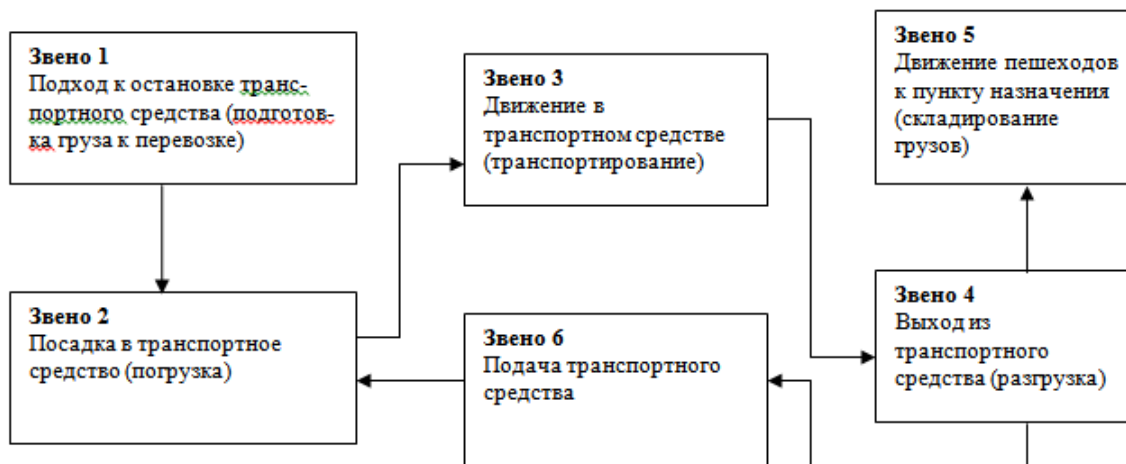 Звено 1
Подход к остановке транс-
портного средства (подготов-
ка груза к перевозке)
Звено 2
Посадка в транспортное
средство (погрузка)
Звено 3
Движение в
транспортном средстве
(транспортирование)
Звено 6
Подача транспортного
средства
Звено 5
Движение пешеходов
к пункту назначения
(складирование
грузов)
Звено 4
Выход из
транспортного
средства (разгрузка)